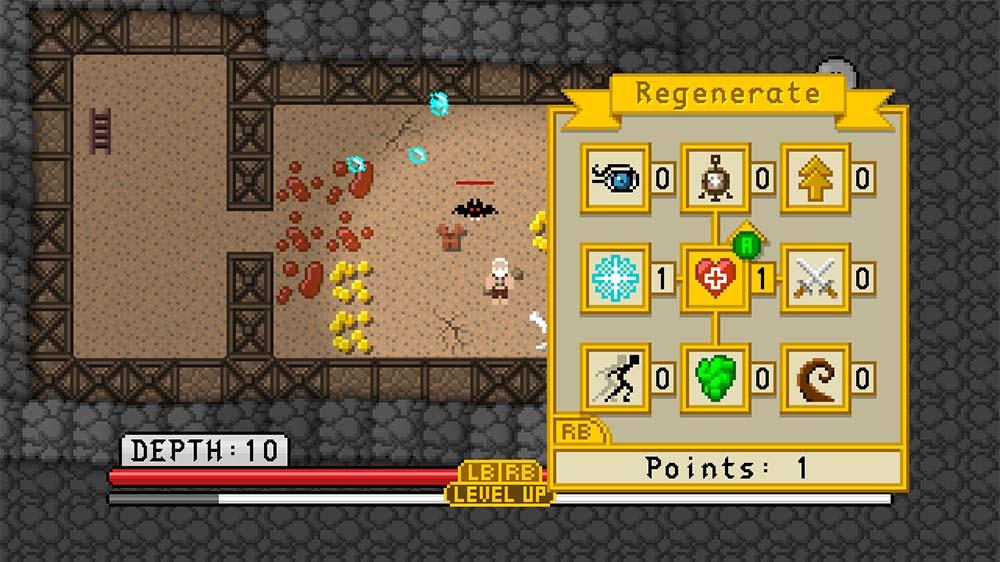 Regenerate
0 0 0
A
1 1 0
0 0 0
RB
Points: 1
DEPTH:10
LB RB
LEVEL UP